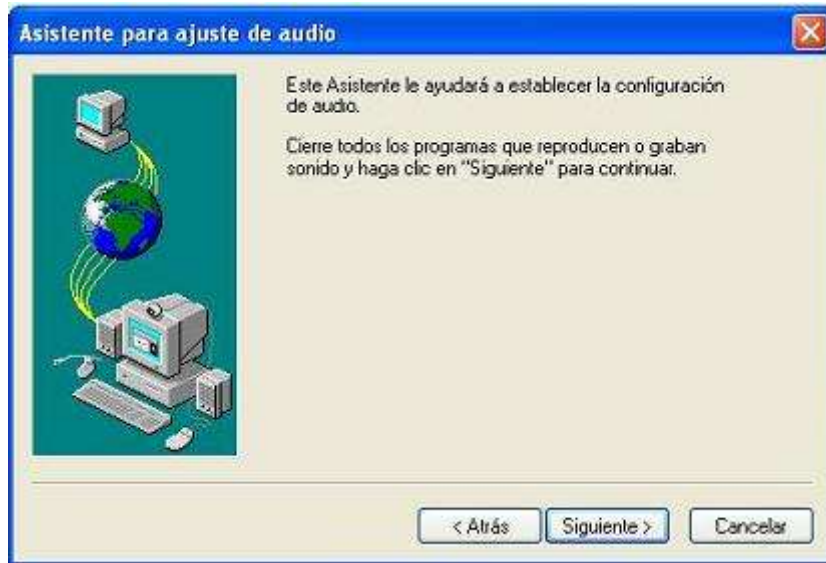 Asistente para ajuste de audio
Este Asistente le ayudará a establecer la configuración
de audio.
Cierre todos los programas que reproducen o graban
sonido y haga clic en "Siguiente" para continuar.
< Atrás
Siguiente >
Cancelar